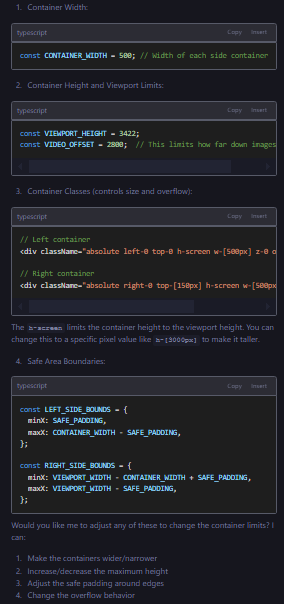 1. Container Width:
typescript Copy Insert
const CONTAINER_WIDTH = 500; // Width of each side container
2. Container Height and Viewport Limits:
typescript Copy Insert
const VIEWPORT_HEIGHT = 3422;
const VIDEO_OFFSET = 2800; // This limits how far down images
3. Container Classes (controls size and overflow):
typescript Copy Insert
// Left container
<div className="absolute left-0 top-0 h-screen w-[500px] z-0 o
// Right container
<div className="absolute right-0 top-[150px] h-screen w-[500px
The h-screen limits the container height to the viewport height. You can
change this to a specific pixel value like h-[3000px] to make it taller.
4. Safe Area Boundaries:
typescript Copy Insert
const LEFT_SIDE_BOUNDS = {
minX: SAFE_PADDING,
maxX: CONTAINER_WIDTH - SAFE_PADDING,
};
const RIGHT_SIDE_BOUNDS = {
minX: VIEWPORT_WIDTH - CONTAINER_WIDTH + SAFE_PADDING,
maxX: VIEWPORT_WIDTH - SAFE_PADDING,
};
Would you like me to adjust any of these to change the container limits? I
can:
1. Make the containers wider/narrower
2. Increase/decrease the maximum height
3. Adjust the safe padding around edges
4. Change the overflow behavior